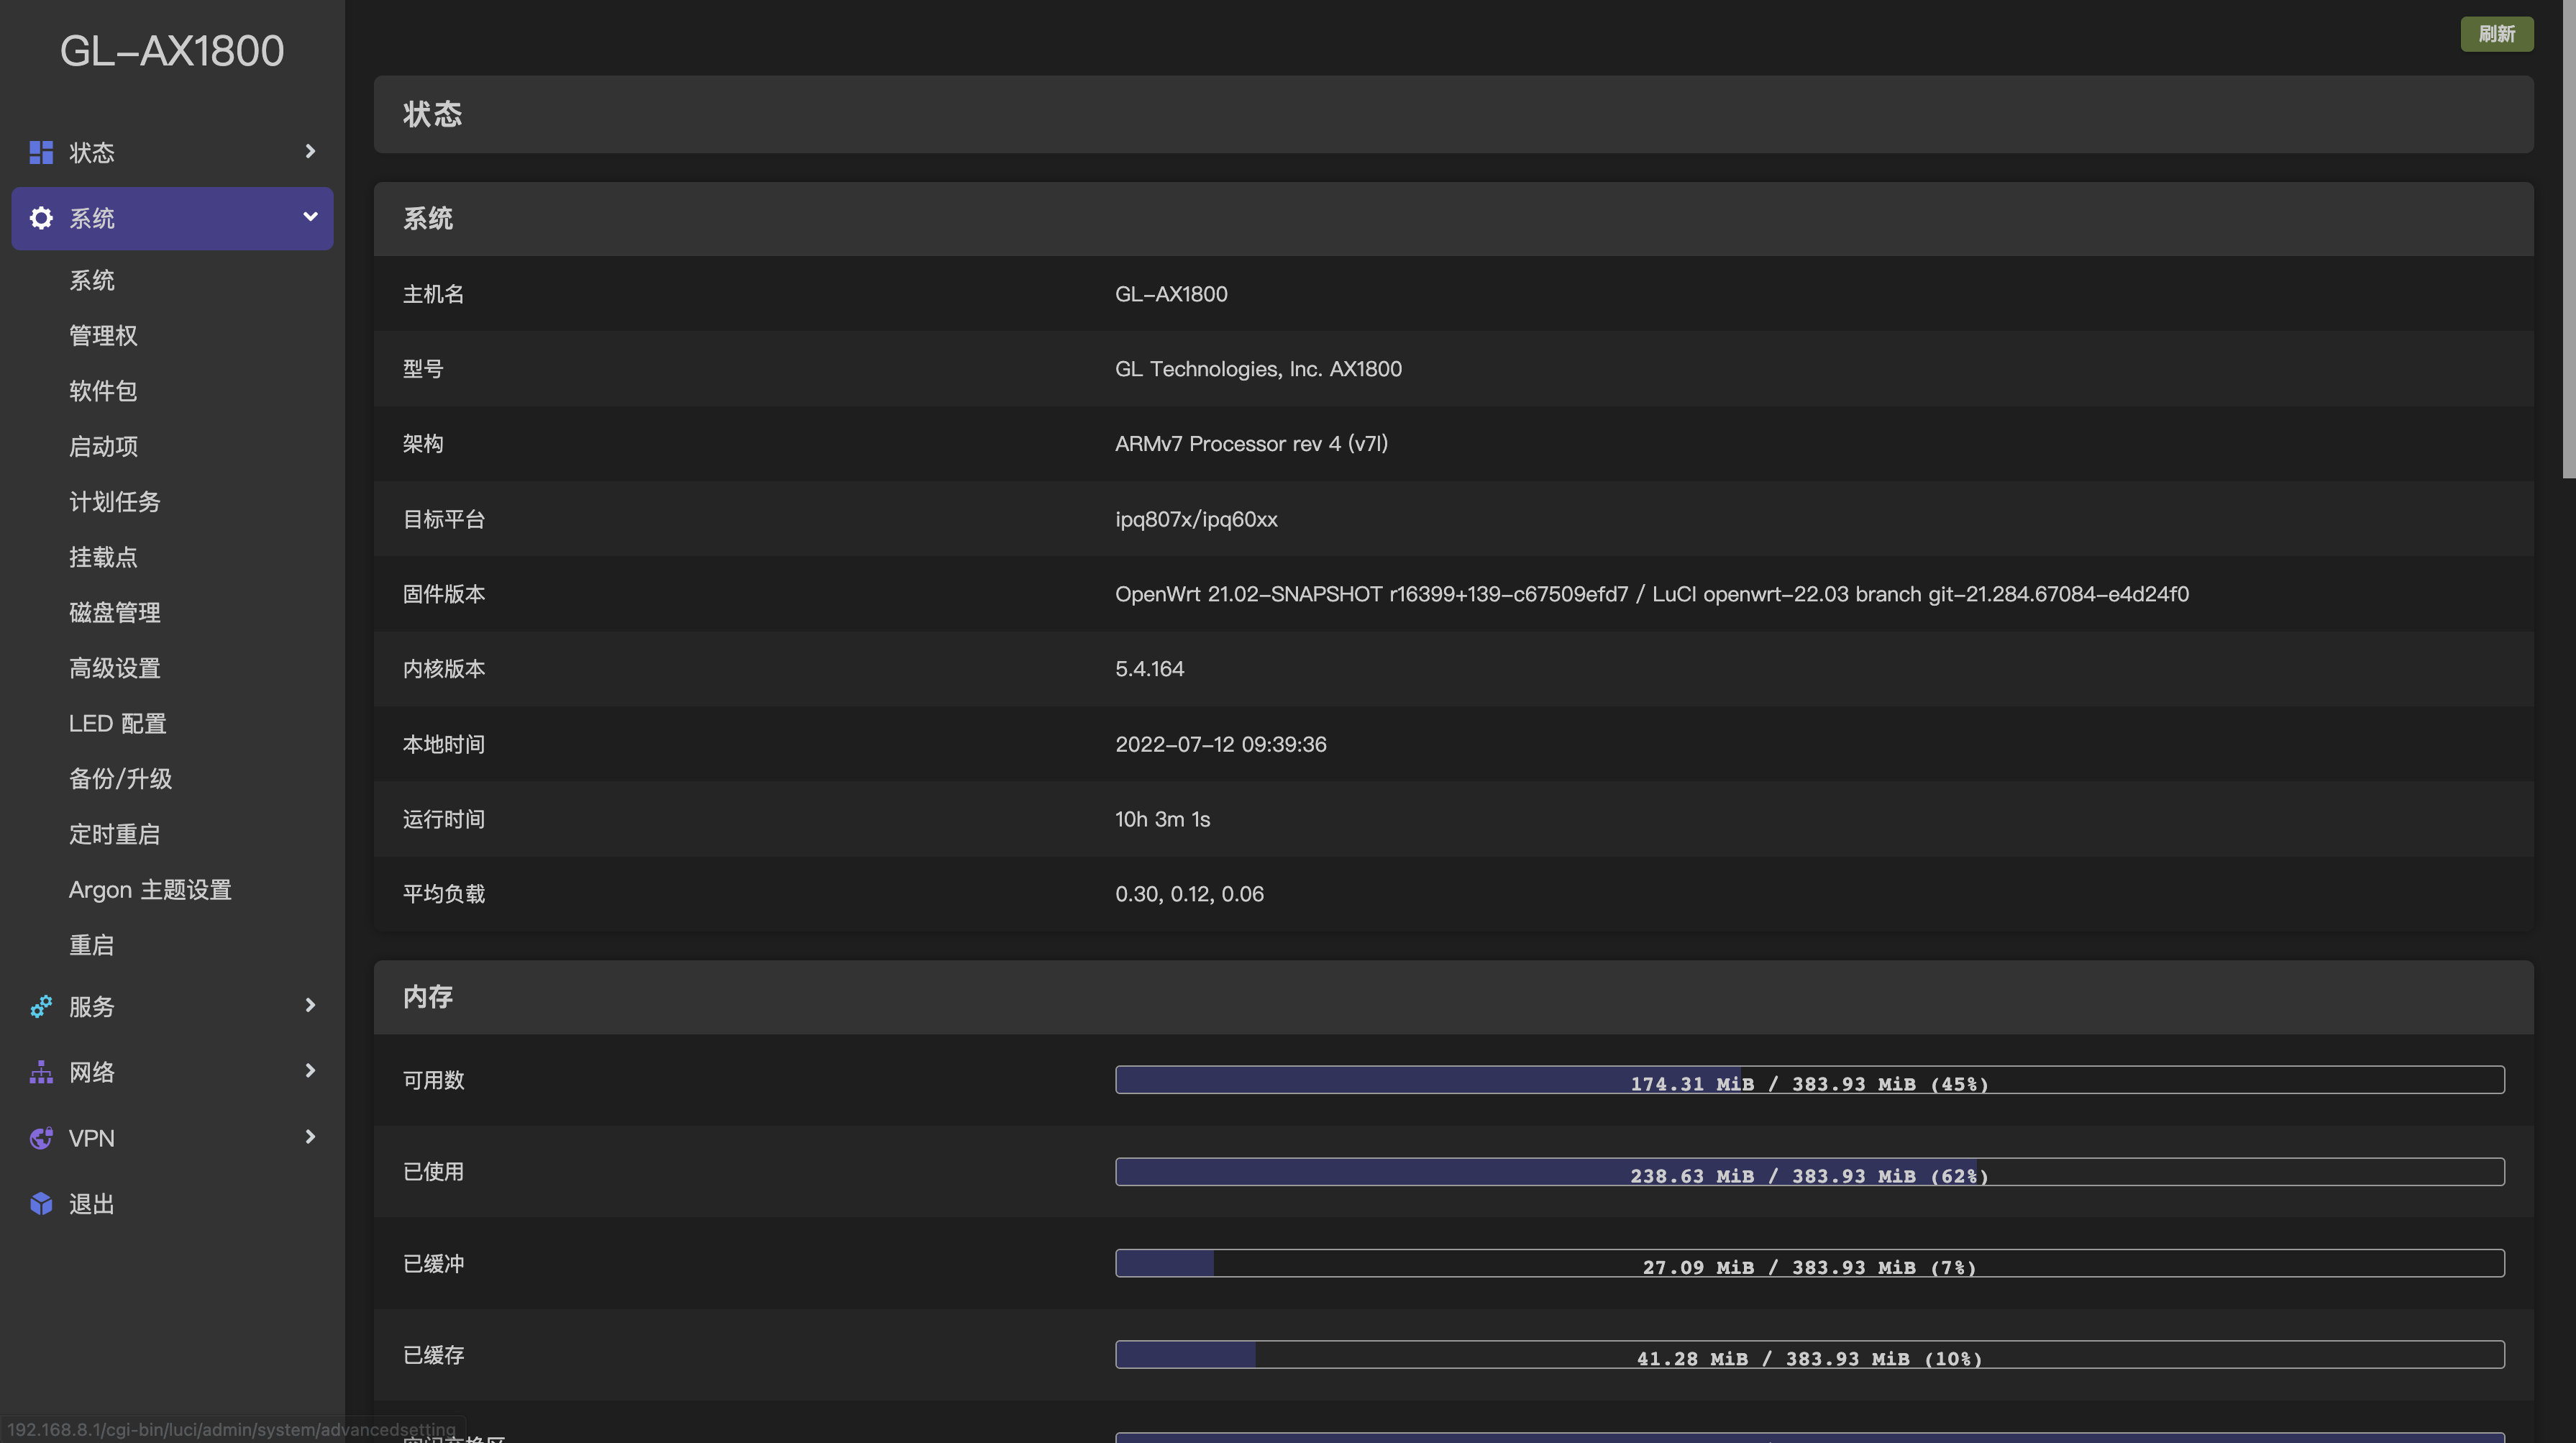 GL-AX1800
状态
系统
系统
管理权
软件包
启动项
计划任务
挂载点
磁盘管理
高级设置
LED 配置
备份/升级
定时重启
Argon 主题设置
重启
服务
网络
VPN
退出
192.168.8.1/cgi-bin/luci/admin/system/advancedsetting
刷新
状态
系统
主机名 GL-AX1800
型号 GL Technologies, Inc. AX1800
架构 ARMv7 Processor rev 4 (v7l)
目标平台 ipq807x/ipq60xx
固件版本 OpenWrt 21.02-SNAPSHOT r16399+139-c67509efd7 / LuCI openwrt-22.03 branch git-21.284.67084-e4d24f0
内核版本 5.4.164
本地时间 2022-07-12 09:39:36
运行时间 10h 3m 1s
平均负载 0.30, 0.12, 0.06
内存
可用数 174.31 MiB / 383.93 MiB (45%)
已使用 238.63 MiB / 383.93 MiB (62%)
已缓冲 27.09 MiB / 383.93 MiB (7%)
已缓存 41.28 MiB / 383.93 MiB (10%)